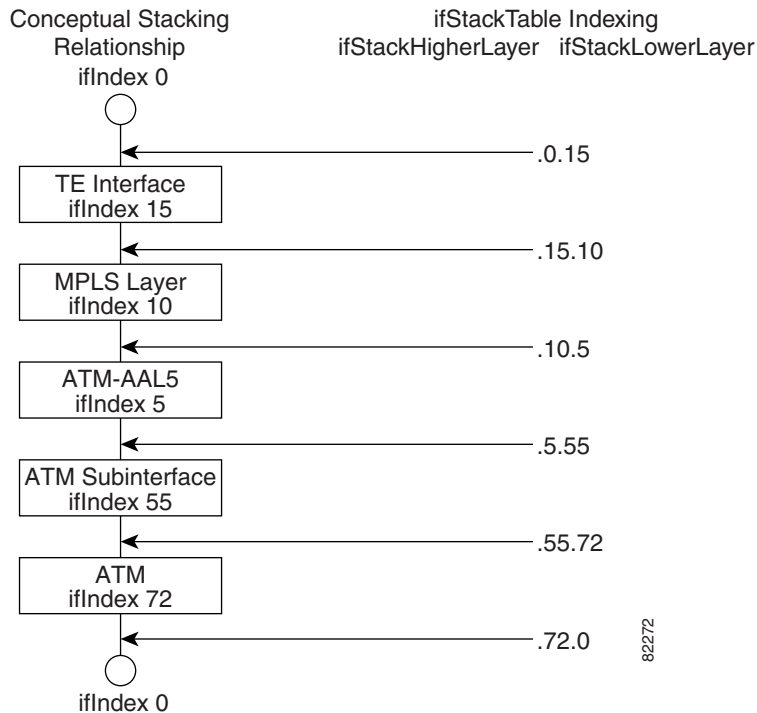 Conceptual Stacking
Relationship
ifIndex 0
ifStackTable Indexing
ifStackHigherLayer ifStackLowerLayer
.0.15
TE Interface
ifIndex 15
.15.10
MPLS Layer
ifIndex 10
.10.5
ATM-AAL5
ifIndex 5
.5.55
ATM Subinterface
ifIndex 55
.55.72
ATM
ifIndex 72
.72.0
82272
ifIndex 0